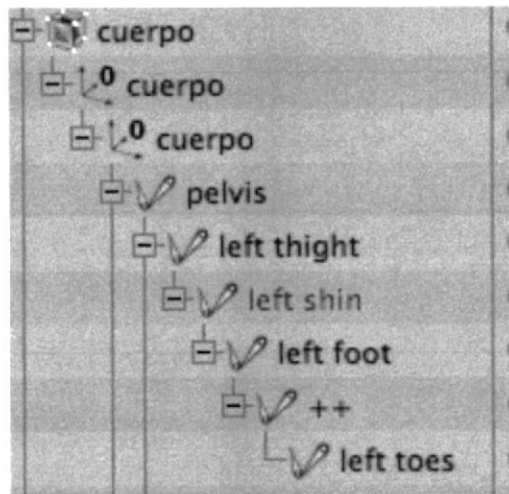 cuerpo
0 cuerpo
0 cuerpo
pelvis
left thight
left shin
left foot
++
left toes